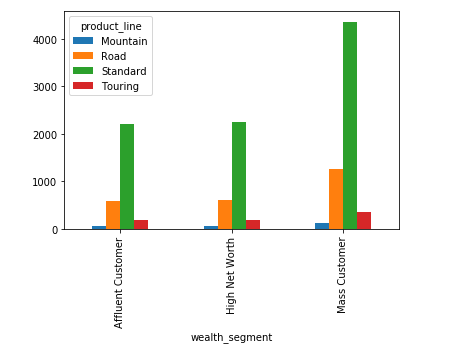 product_line
Mountain
Road
Standard
Touring
4000
3000
2000
1000
0
Affluent Customer
High Net Worth
Mass Customer
wealth_segment